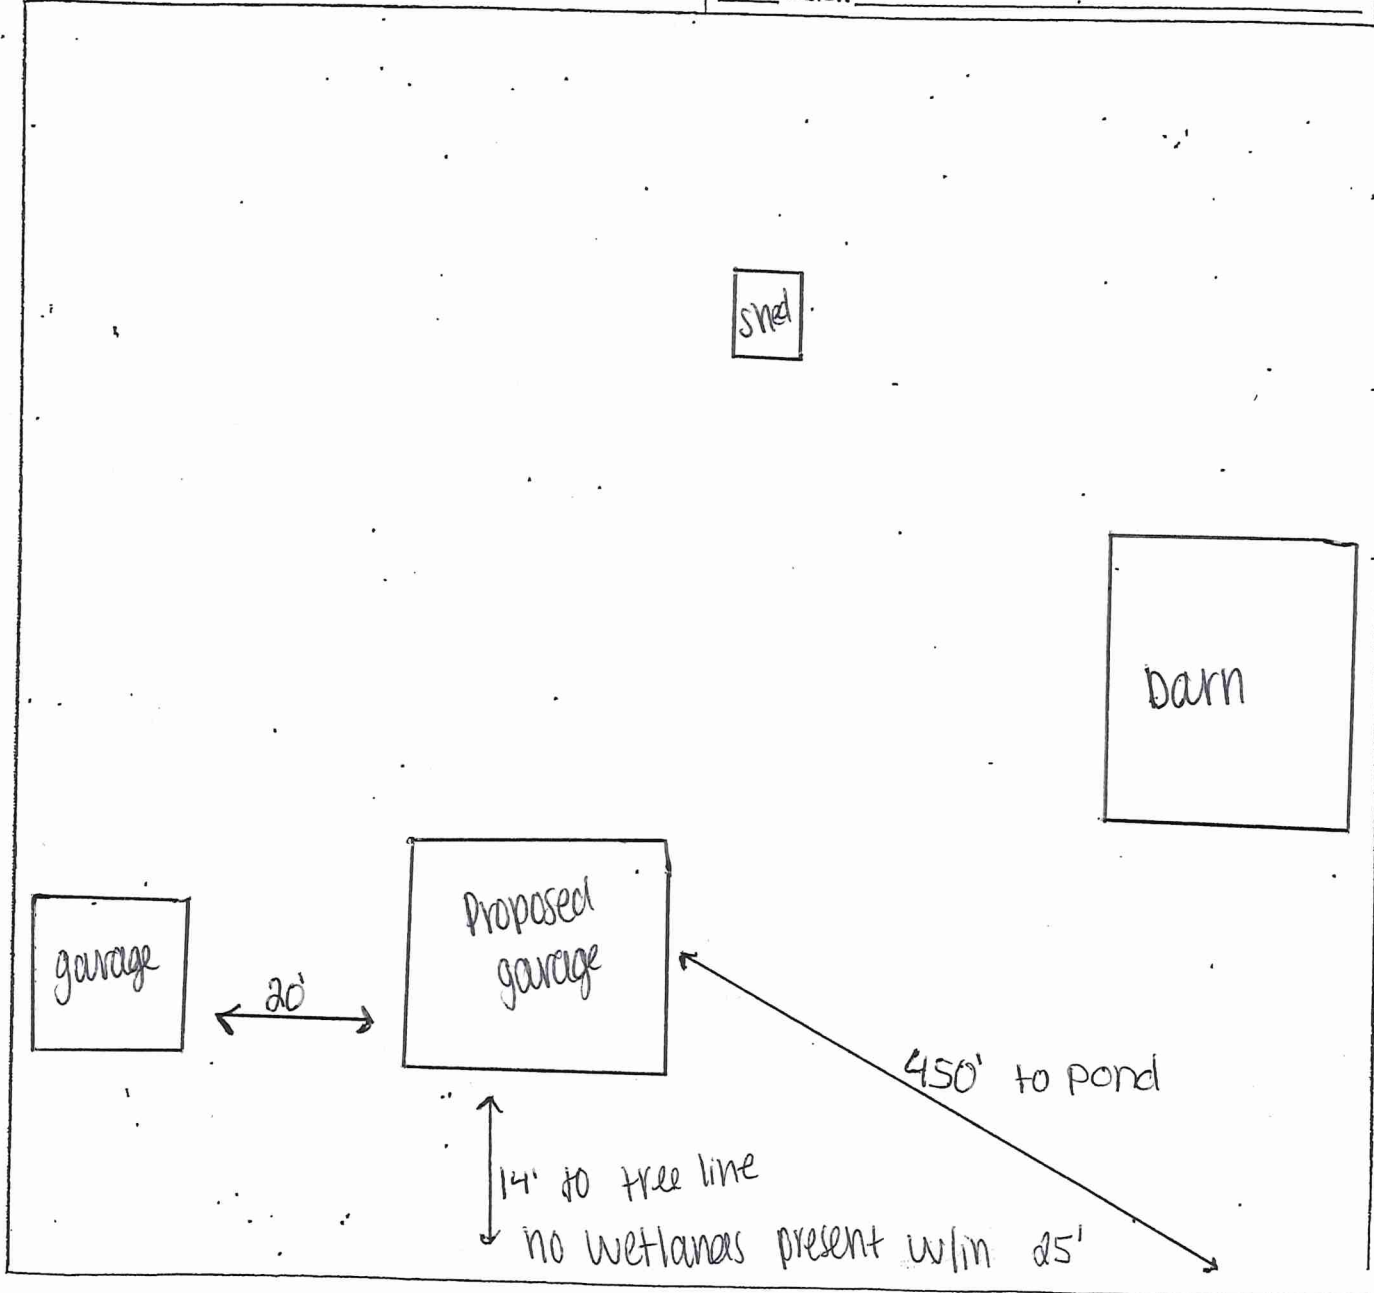 shed
barn
Proposed
garage
garage
20'
450' to pond
14' to tree line
no wetlands present w/in 25'